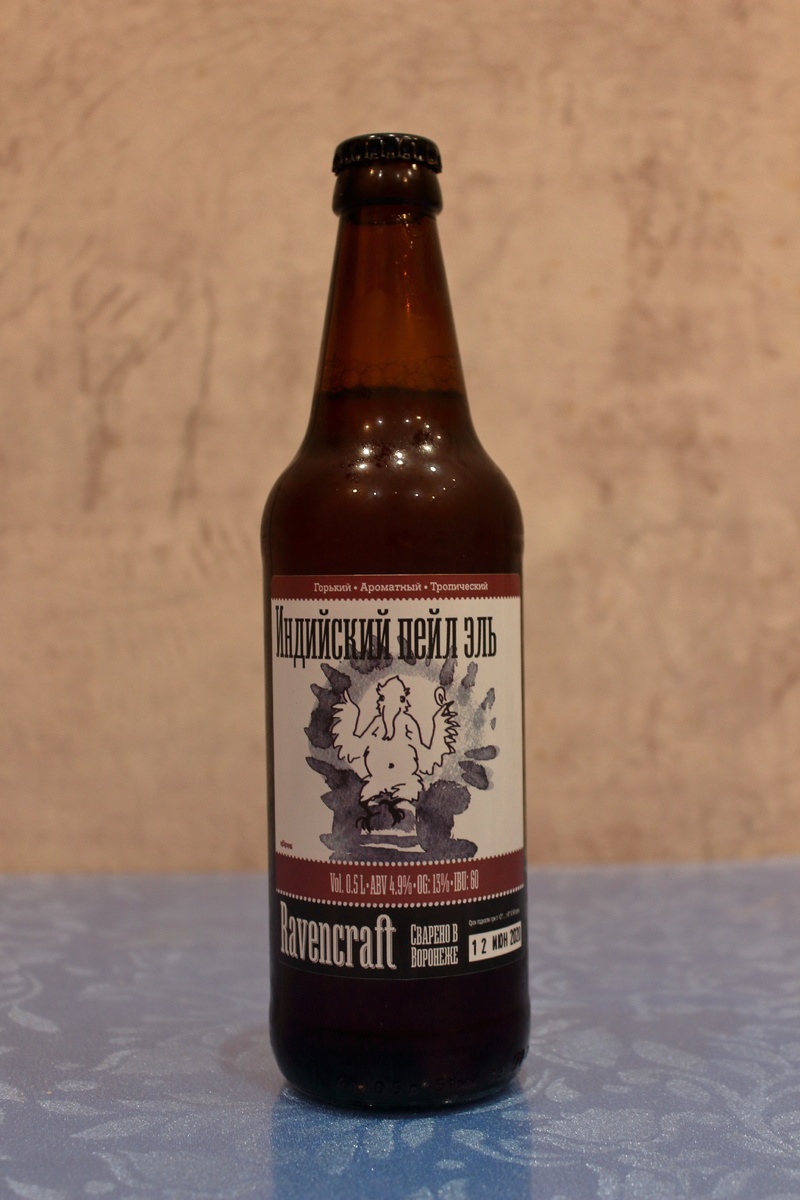 Горький • Ароматный • Тропический
Индийский пейл эль
Vol. 0.5 L • ABV 4.9% • OG: 13% • IBU: 60
Ravencraft
Сварено в
Воронеже
12 ИЮН 2021